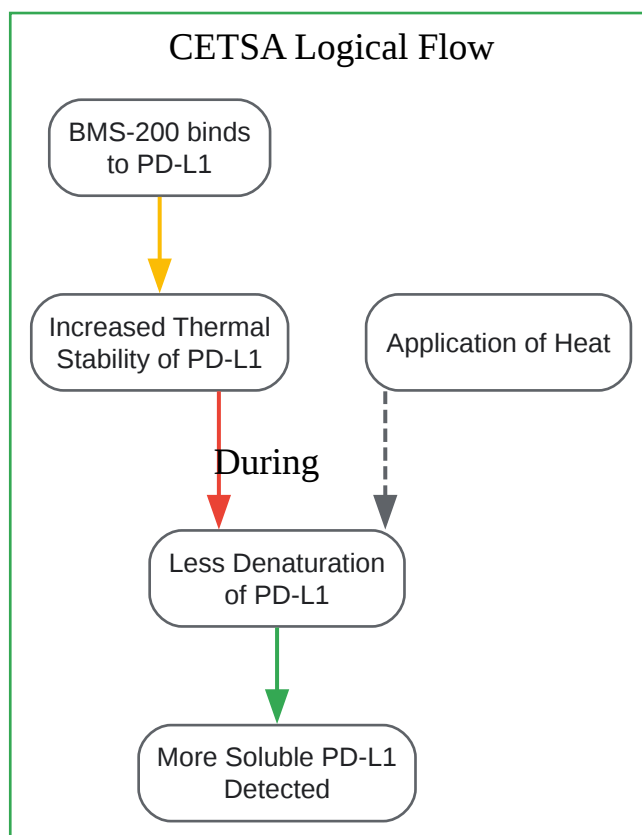 CETSA Logical Flow
BMS-200 binds
to PD-L1
Increased Thermal
Stability of PD-L1
Application of Heat
During
Less Denaturation
of PD-L1
More Soluble PD-L1
Detected